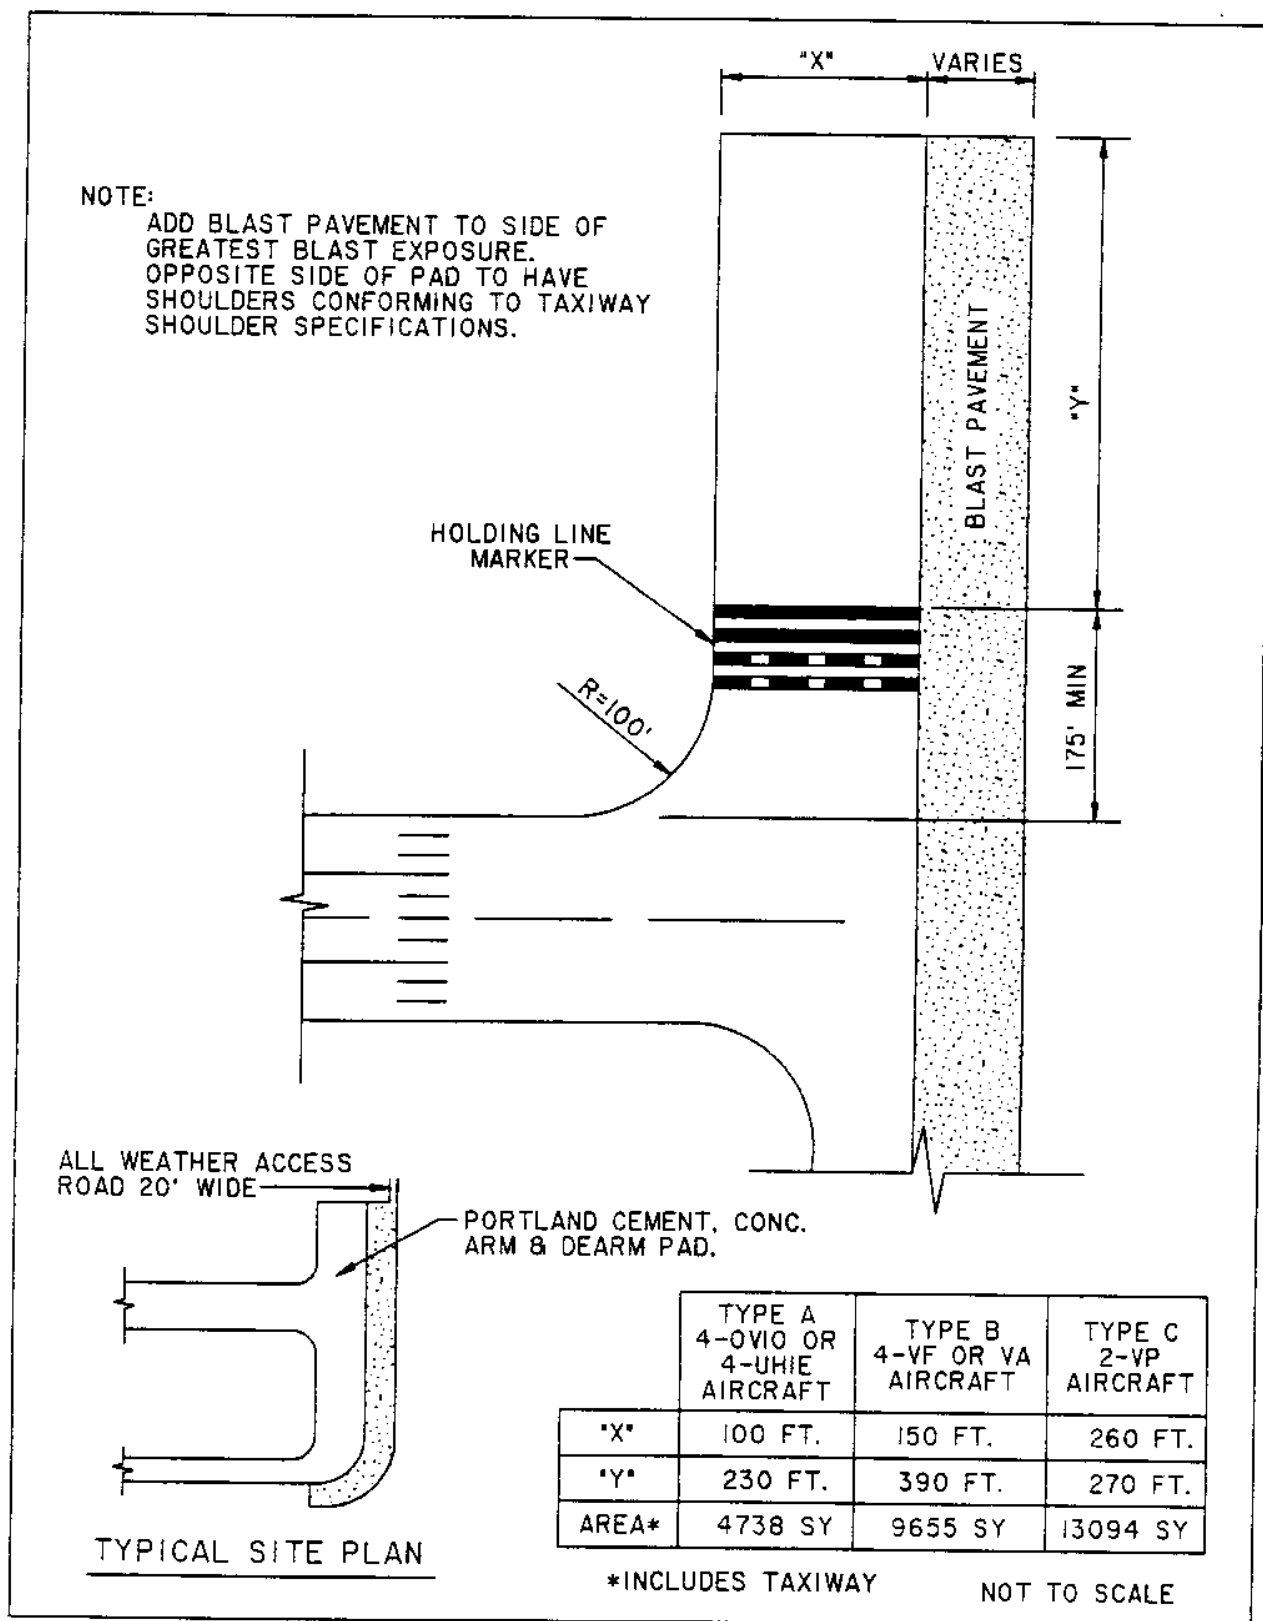 "X" VARIES
NOTE:
ADD BLAST PAVEMENT TO SIDE OF
GREATEST BLAST EXPOSURE.
OPPOSITE SIDE OF PAD TO HAVE
SHOULDERS CONFORMING TO TAXIWAY
SHOULDER SPECIFICATIONS.
BLAST PAVEMENT
"Y"
HOLDING LINE
MARKER
R=100'
175' MIN
ALL WEATHER ACCESS
ROAD 20' WIDE
PORTLAND CEMENT, CONC.
ARM & DEARM PAD.
TYPICAL SITE PLAN
TYPE A
4-OV10 OR
4-UHIE
AIRCRAFT
TYPE B
4-VF OR VA
AIRCRAFT
TYPE C
2-VP
AIRCRAFT
"X" 100 FT. 150 FT. 260 FT.
"Y" 230 FT. 390 FT. 270 FT.
AREA* 4738 SY 9655 SY 13094 SY
*INCLUDES TAXIWAY NOT TO SCALE